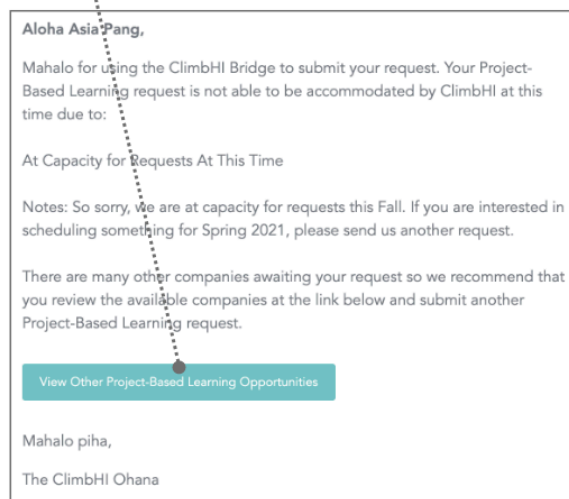 Aloha Asia Pang,
Mahalo for using the ClimbHI Bridge to submit your request. Your Project-
Based Learning request is not able to be accommodated by ClimbHI at this
time due to:
At Capacity for Requests At This Time
Notes: So sorry, we are at capacity for requests this Fall. If you are interested in
scheduling something for Spring 2021, please send us another request.
There are many other companies awaiting your request so we recommend that
you review the available companies at the link below and submit another
Project-Based Learning request.
View Other Project-Based Learning Opportunities
Mahalo piha,
The ClimbHI Ohana